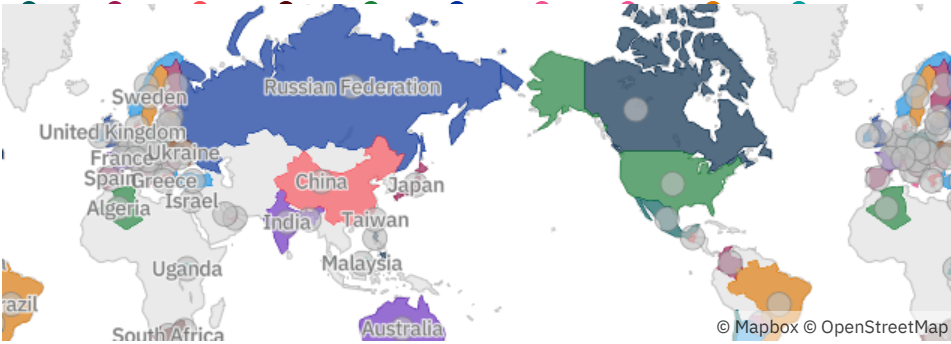 Russian Federation
Sweden
United Kingdom
France
Ukraine
Spain
Greece
China
Japan
Israel
Algeria
India
Taiwan
Uganda
Malaysia
razil
South Africa
Australia
© Mapbox © OpenStreetMap